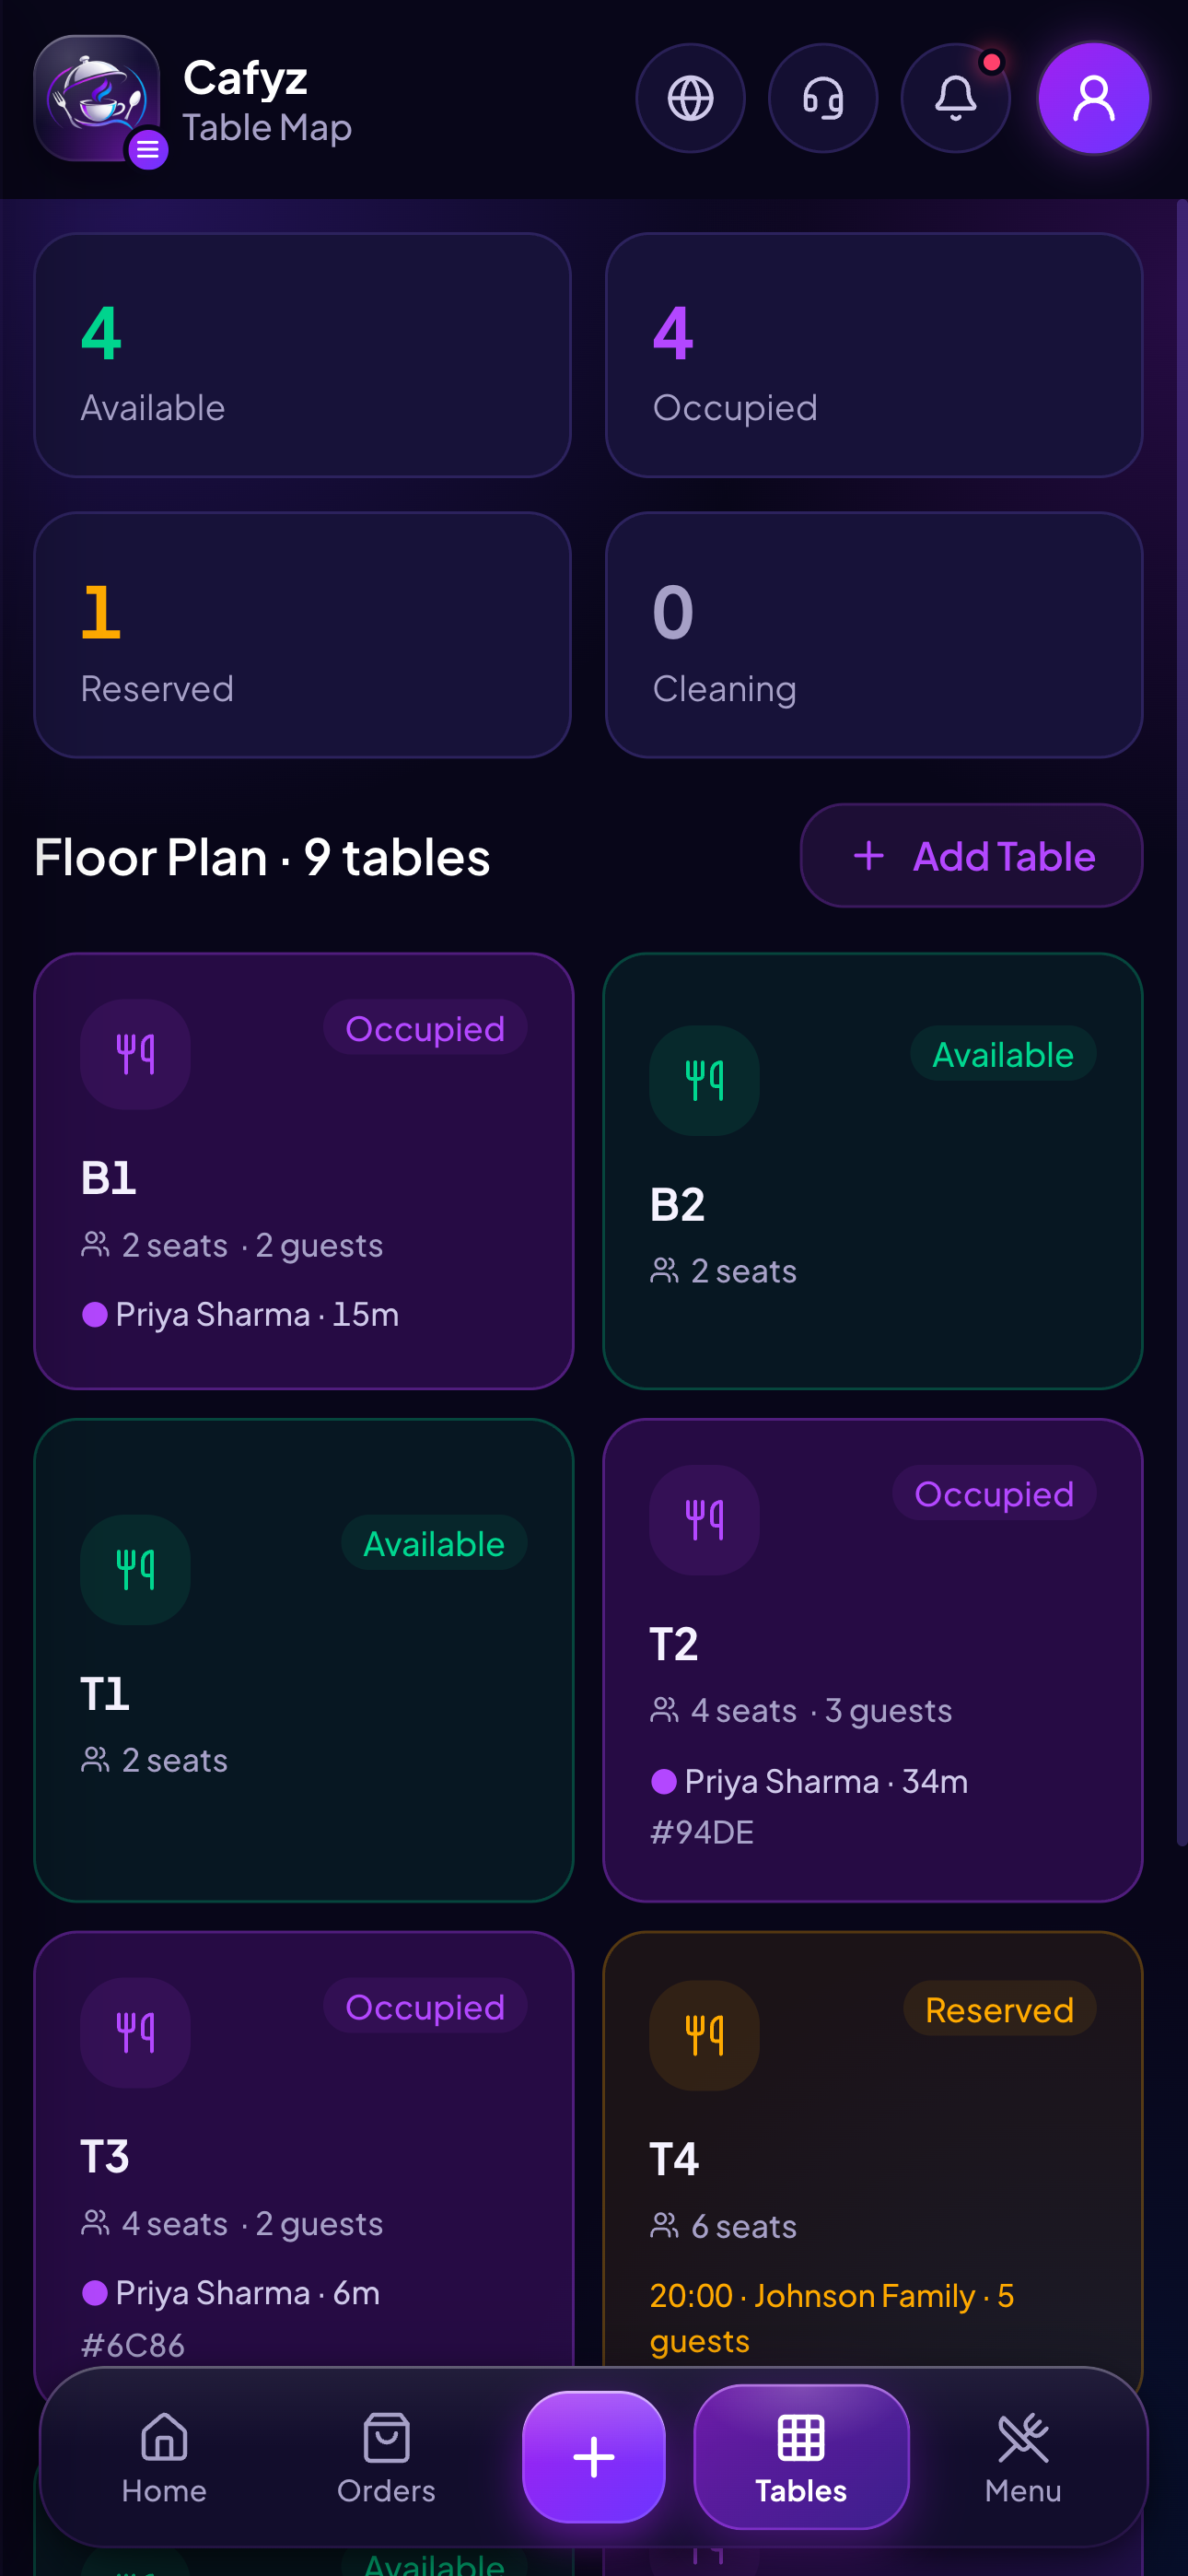 Cafyz
Table Map
4
Available
4
Occupied
1
Reserved
0
Cleaning
Floor Plan · 9 tables
+ Add Table
Occupied
B1
2 seats · 2 guests
Priya Sharma · 15m
Available
B2
2 seats
Available
T1
2 seats
Occupied
T2
4 seats · 3 guests
Priya Sharma · 34m
#94DE
Occupied
T3
4 seats · 2 guests
Priya Sharma · 6m
#6C86
Reserved
T4
6 seats
20:00 · Johnson Family · 5
guests
Home
Orders
Tables
Menu
Available